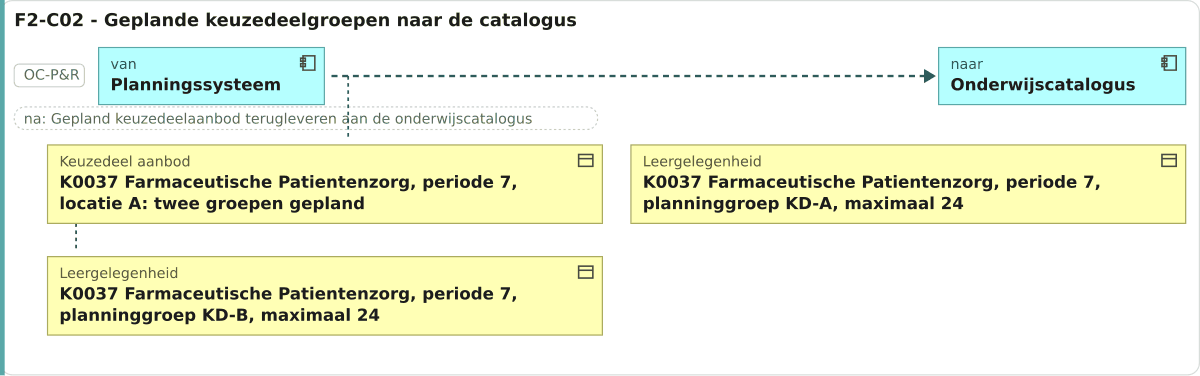 F2-C02 - Geplande keuzedeelgroepen naar de catalogus
OC-P&R
van
Planningssysteem
naar
Onderwijscatalogus
na: Gepland keuzedeelaanbod terugleveren aan de onderwijscatalogus
Keuzedeel aanbod
K0037 Farmaceutische Patientenzorg, periode 7,
locatie A: twee groepen gepland
Leergelegenheid
K0037 Farmaceutische Patientenzorg, periode 7,
planninggroep KD-A, maximaal 24
Leergelegenheid
K0037 Farmaceutische Patientenzorg, periode 7,
planninggroep KD-B, maximaal 24